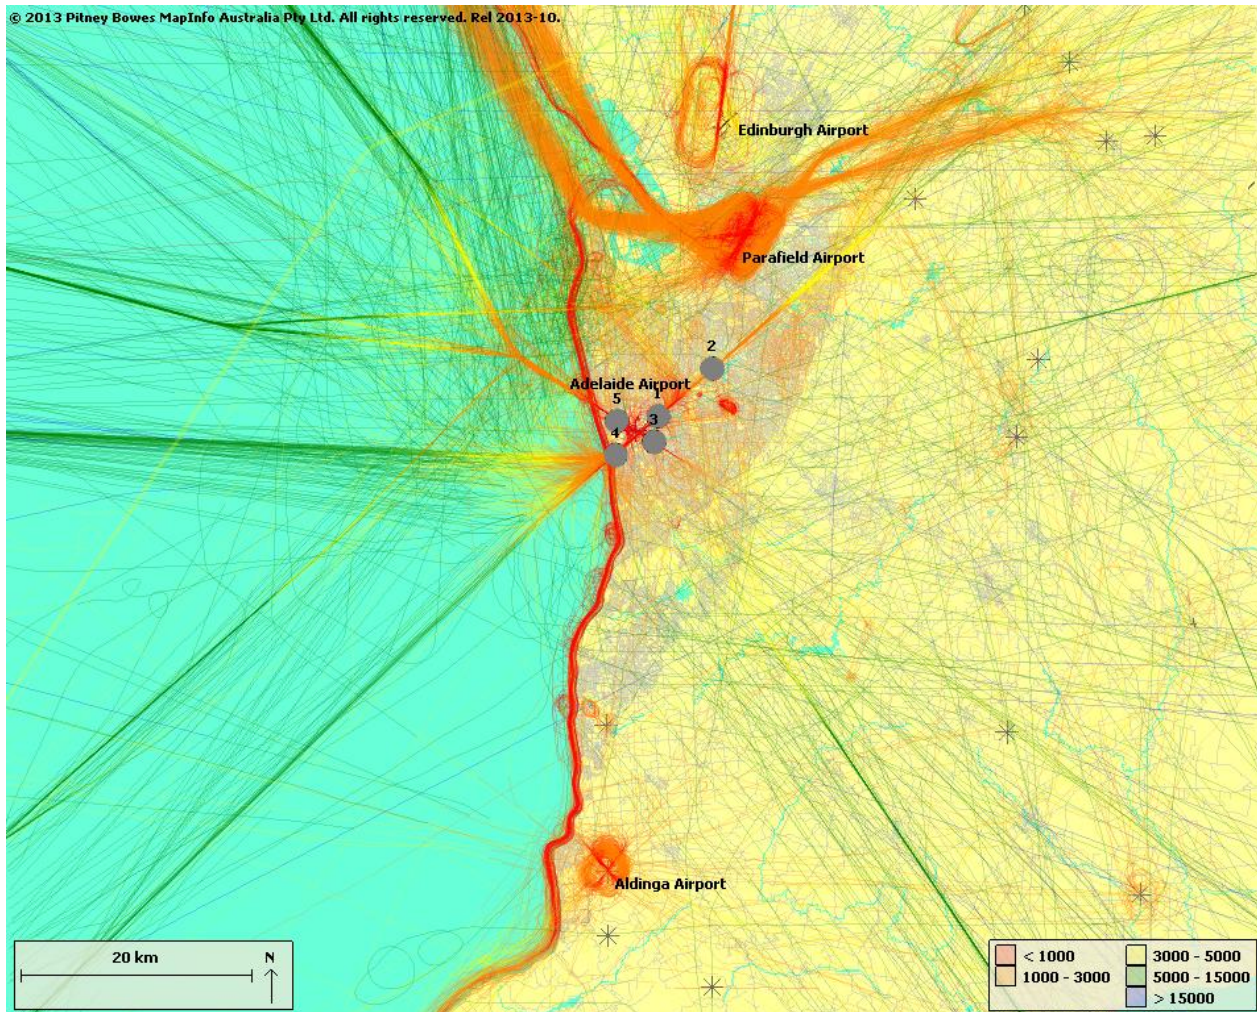 © 2013 Pitney Bowes MapInfo Australia Pty Ltd. All rights reserved. Rel 2013-10.
Edinburgh Airport
Parafield Airport
2
Adelaide Airport
5
1
3
4
Aldinga Airport
20 km
N
< 1000
3000 - 5000
1000 - 3000
5000 - 15000
> 15000